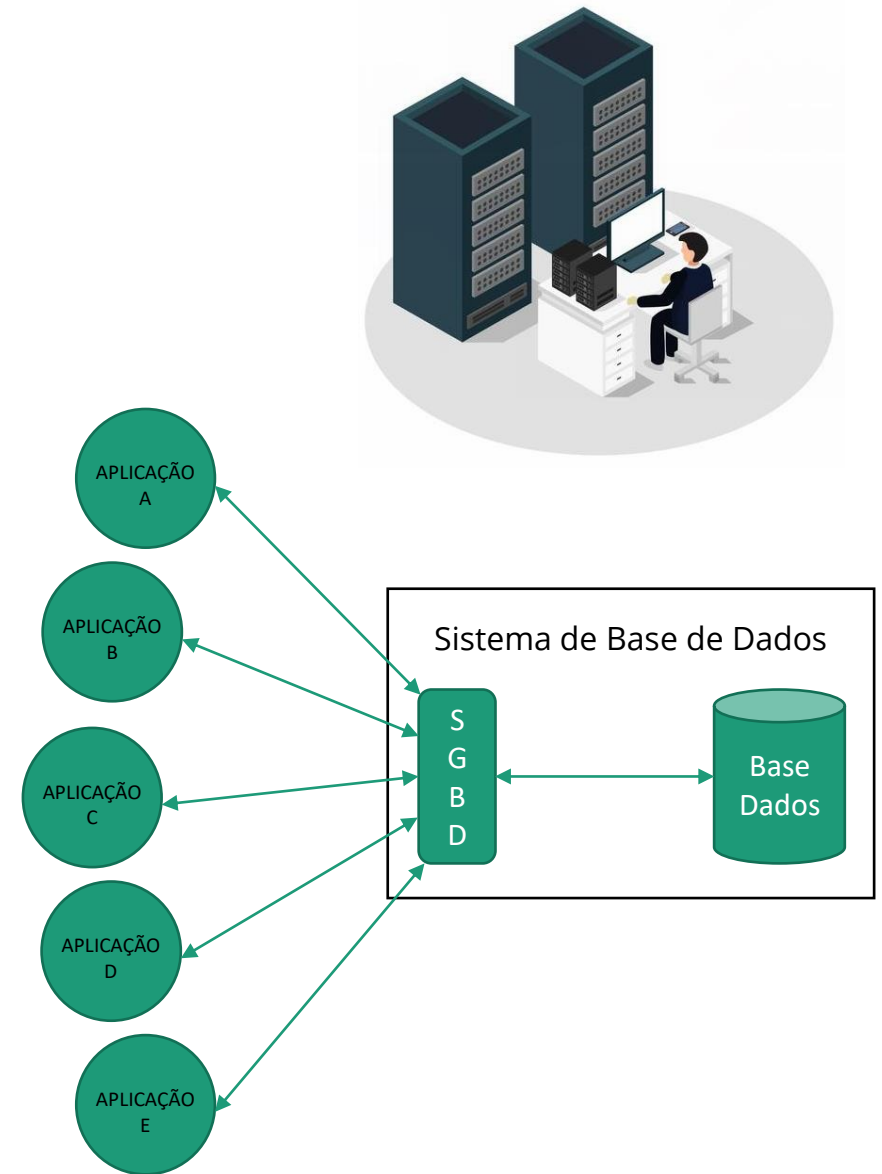 APLICAÇÃO
A
APLICAÇÃO
B
APLICAÇÃO
C
APLICAÇÃO
D
APLICAÇÃO
E
Sistema de Base de Dados
S
G
B
D
Base
Dados